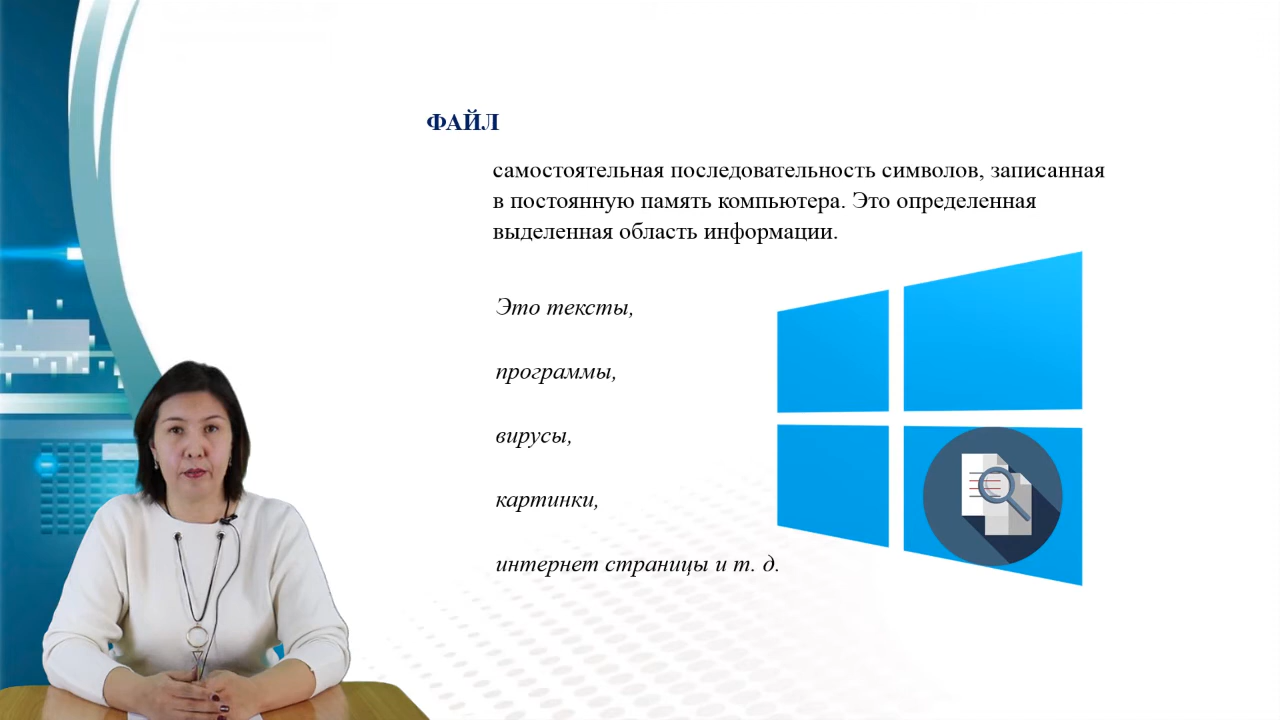 ФАЙЛ
самостоятельная последовательность символов, записанная
в постоянную память компьютера. Это определенная
выделенная область информации.
Это тексты,
программы,
вирусы,
картинки,
интернет страницы и т. д.